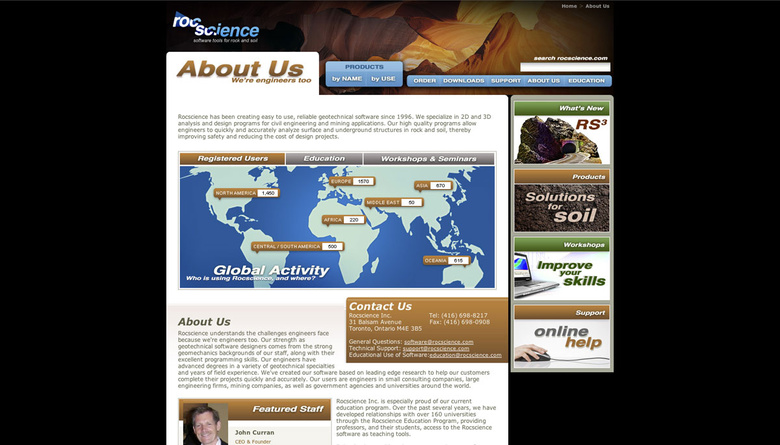 Home > About Us
rocscience
software tools for rock and soil
search rocscience.com
About Us
We're engineers too
PRODUCTS
by NAME
by USE
ORDER
DOWNLOADS
SUPPORT
ABOUT US
EDUCATION
Rocscience has been creating easy to use, reliable geotechnical software since 1996. We specialize in 2D and 3D
analysis and design programs for civil engineering and mining applications. Our high quality programs allow
engineers to quickly and accurately analyze surface and underground structures in rock and soil, thereby
improving safety and reducing the cost of design projects.
Registered Users
Education
Workshops & Seminars
EUROPE 1570
ASIA 670
NORTH AMERICA 1,460
MIDDLE EAST 50
AFRICA 220
CENTRAL / SOUTH AMERICA 500
OCEANIA 615
Global Activity
Who is using Rocscience, and where?
What's New
RS³
Products
Solutions
for
soil
Workshops
Improve
your
skills
Support
online
help
Contact Us
Rocscience Inc. Tel: (416) 698-8217
31 Balsam Avenue Fax: (416) 698-0908
Toronto, Ontario M4E 3B5
General Questions: software@rocscience.com
Technical Support: support@rocscience.com
Educational Use of Software: education@rocscience.com
About Us
Rocscience understands the challenges engineers face
because we're engineers too. Our strength as
geotechnical software designers comes from the strong
geomechanics backgrounds of our staff, along with their
excellent programming skills. Our engineers have
advanced degrees in a variety of geotechnical specialties
and years of field experience. We've created our software based on leading edge research to help our customers
complete their projects quickly and accurately. Our users are engineers in small consulting companies, large
engineering firms, mining companies, as well as government agencies and universities around the world.
Featured Staff
John Curran
CEO & Founder
Rocscience Inc. is especially proud of our current
education program. Over the past several years, we have
developed relationships with over 160 universities
through the Rocscience Education Program, providing
professors, and their students, access to the Rocscience
software as teaching tools.